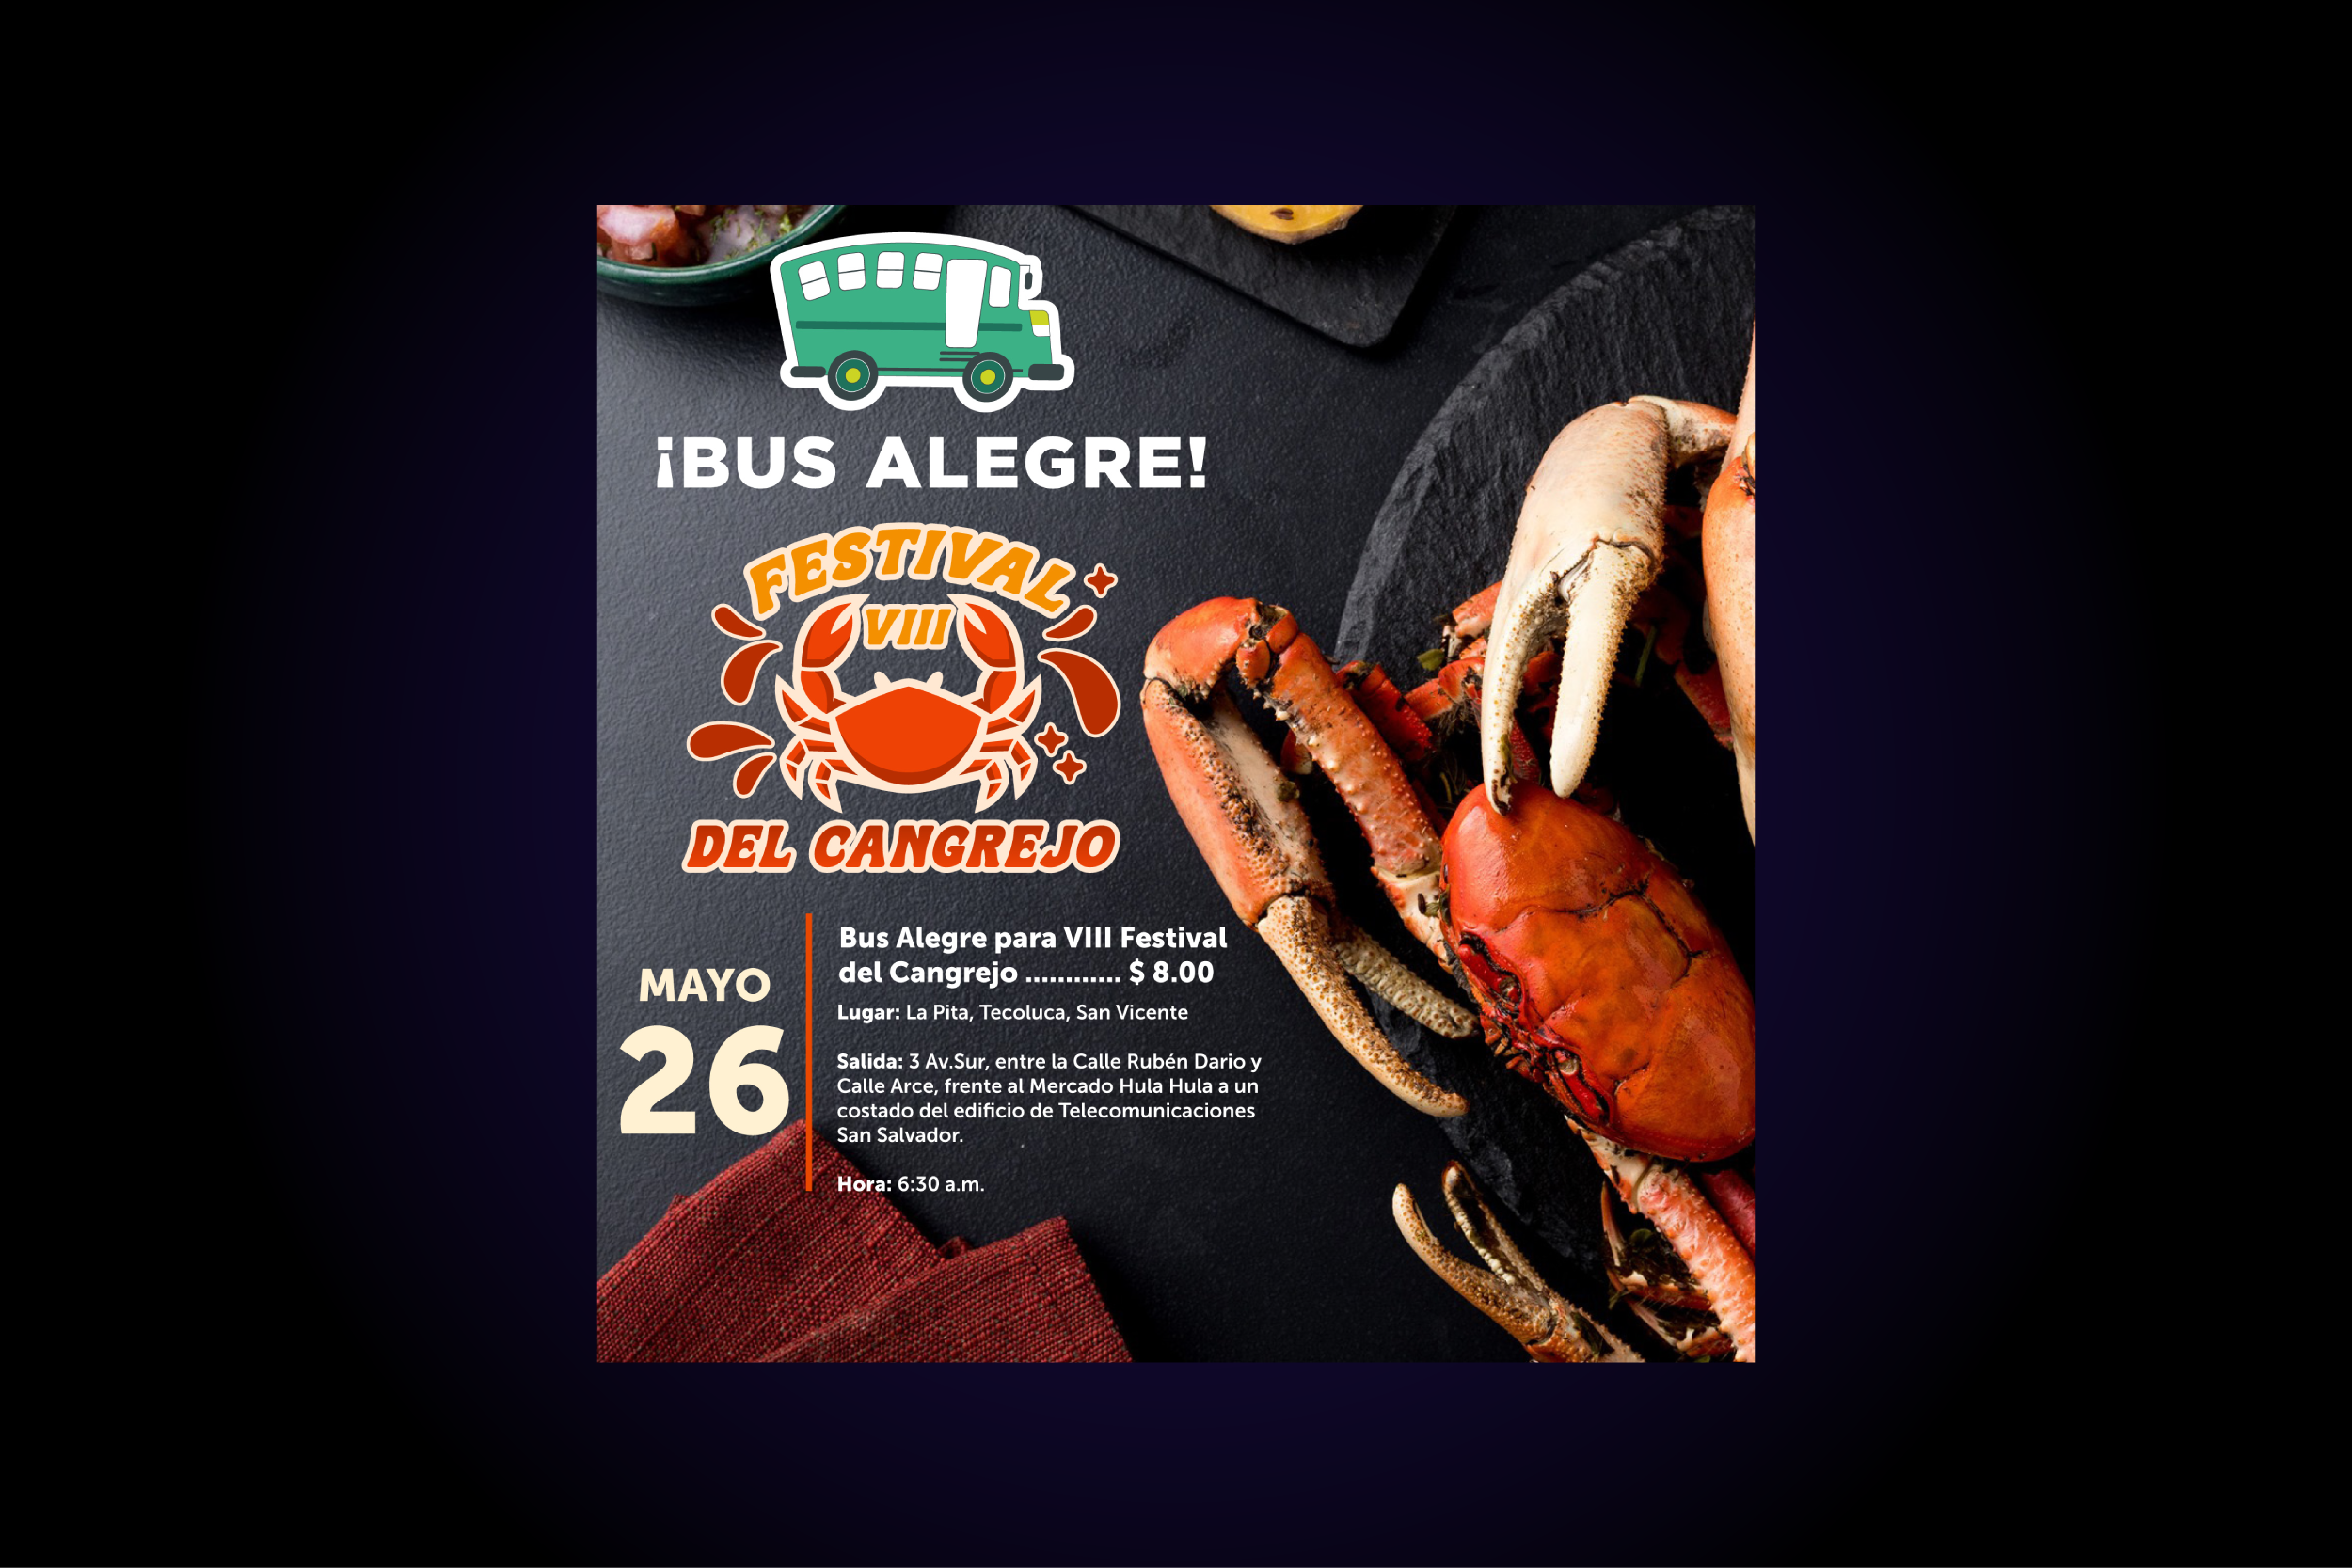 ¡BUS ALEGRE!
FESTIVAL
VIII
DEL CANGREJO
MAYO
26
Bus Alegre para VIII Festival
del Cangrejo ............ $ 8.00
Lugar: La Pita, Tecoluca, San Vicente
Salida: 3 Av.Sur, entre la Calle Rubén Dario y
Calle Arce, frente al Mercado Hula Hula a un
costado del edificio de Telecomunicaciones
San Salvador.
Hora: 6:30 a.m.